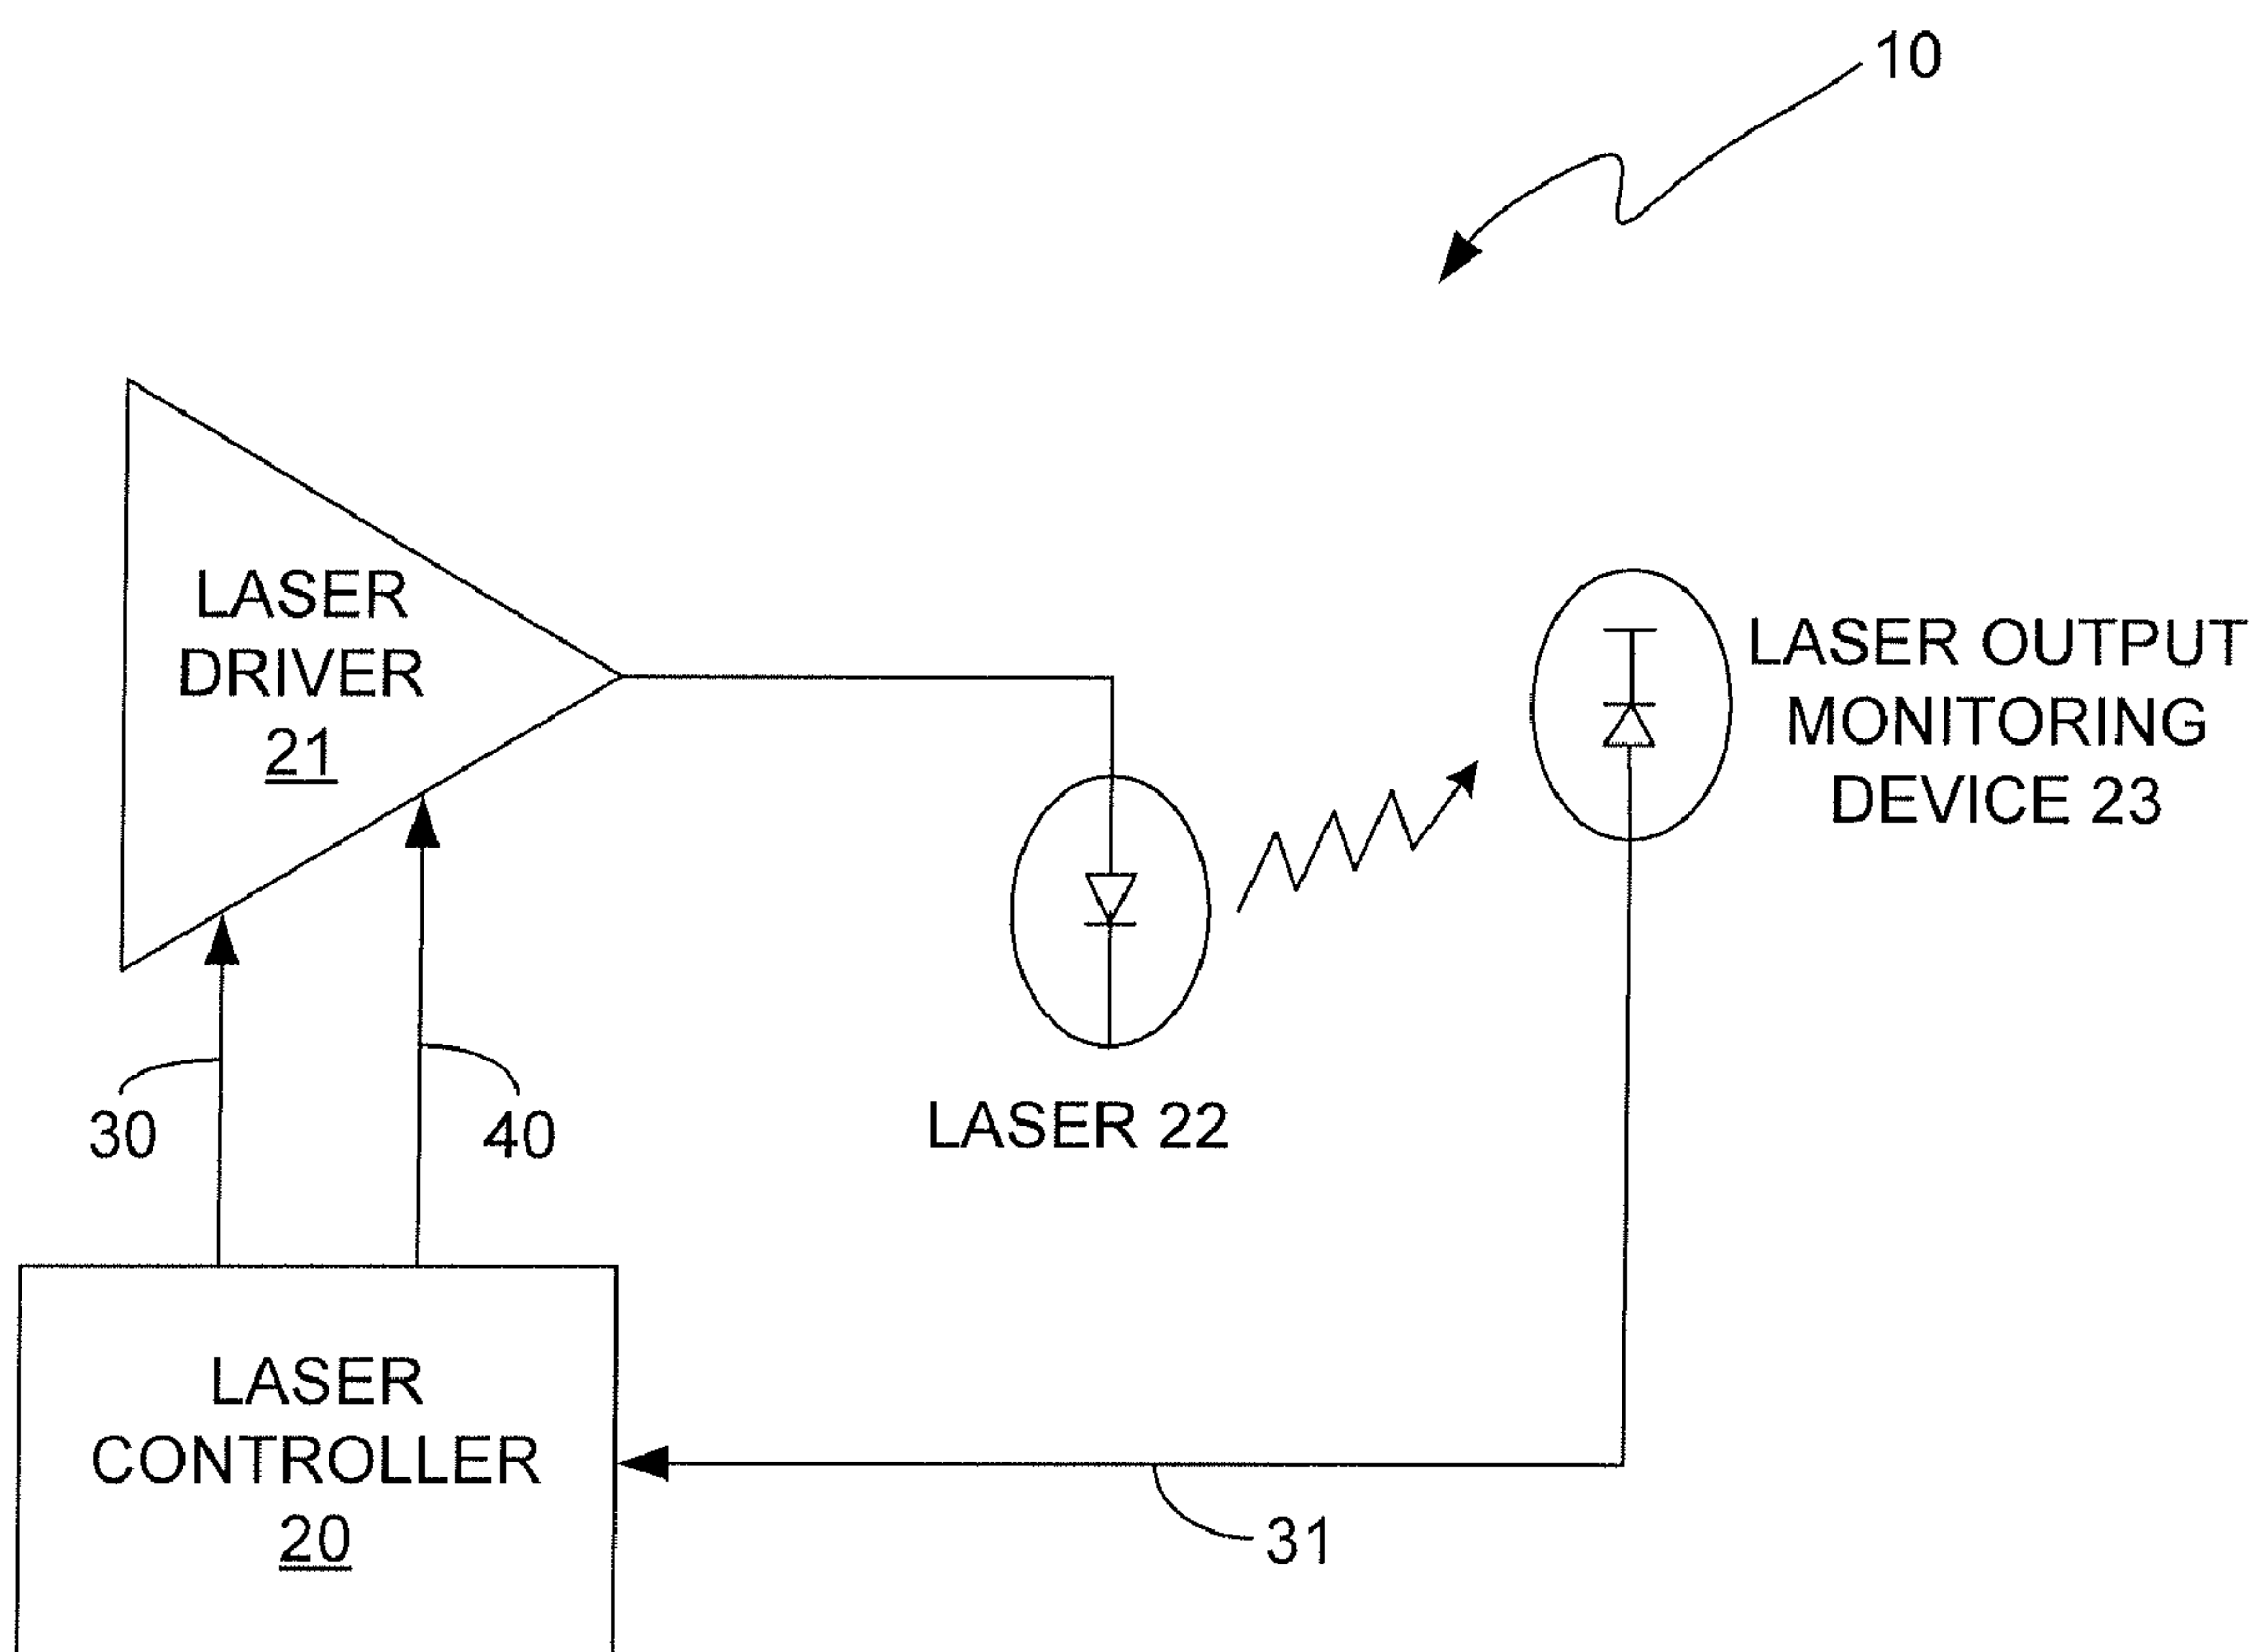 10
LASER
DRIVER
21
LASER OUTPUT
MONITORING
DEVICE 23
30
40
LASER 22
LASER
CONTROLLER
20
31